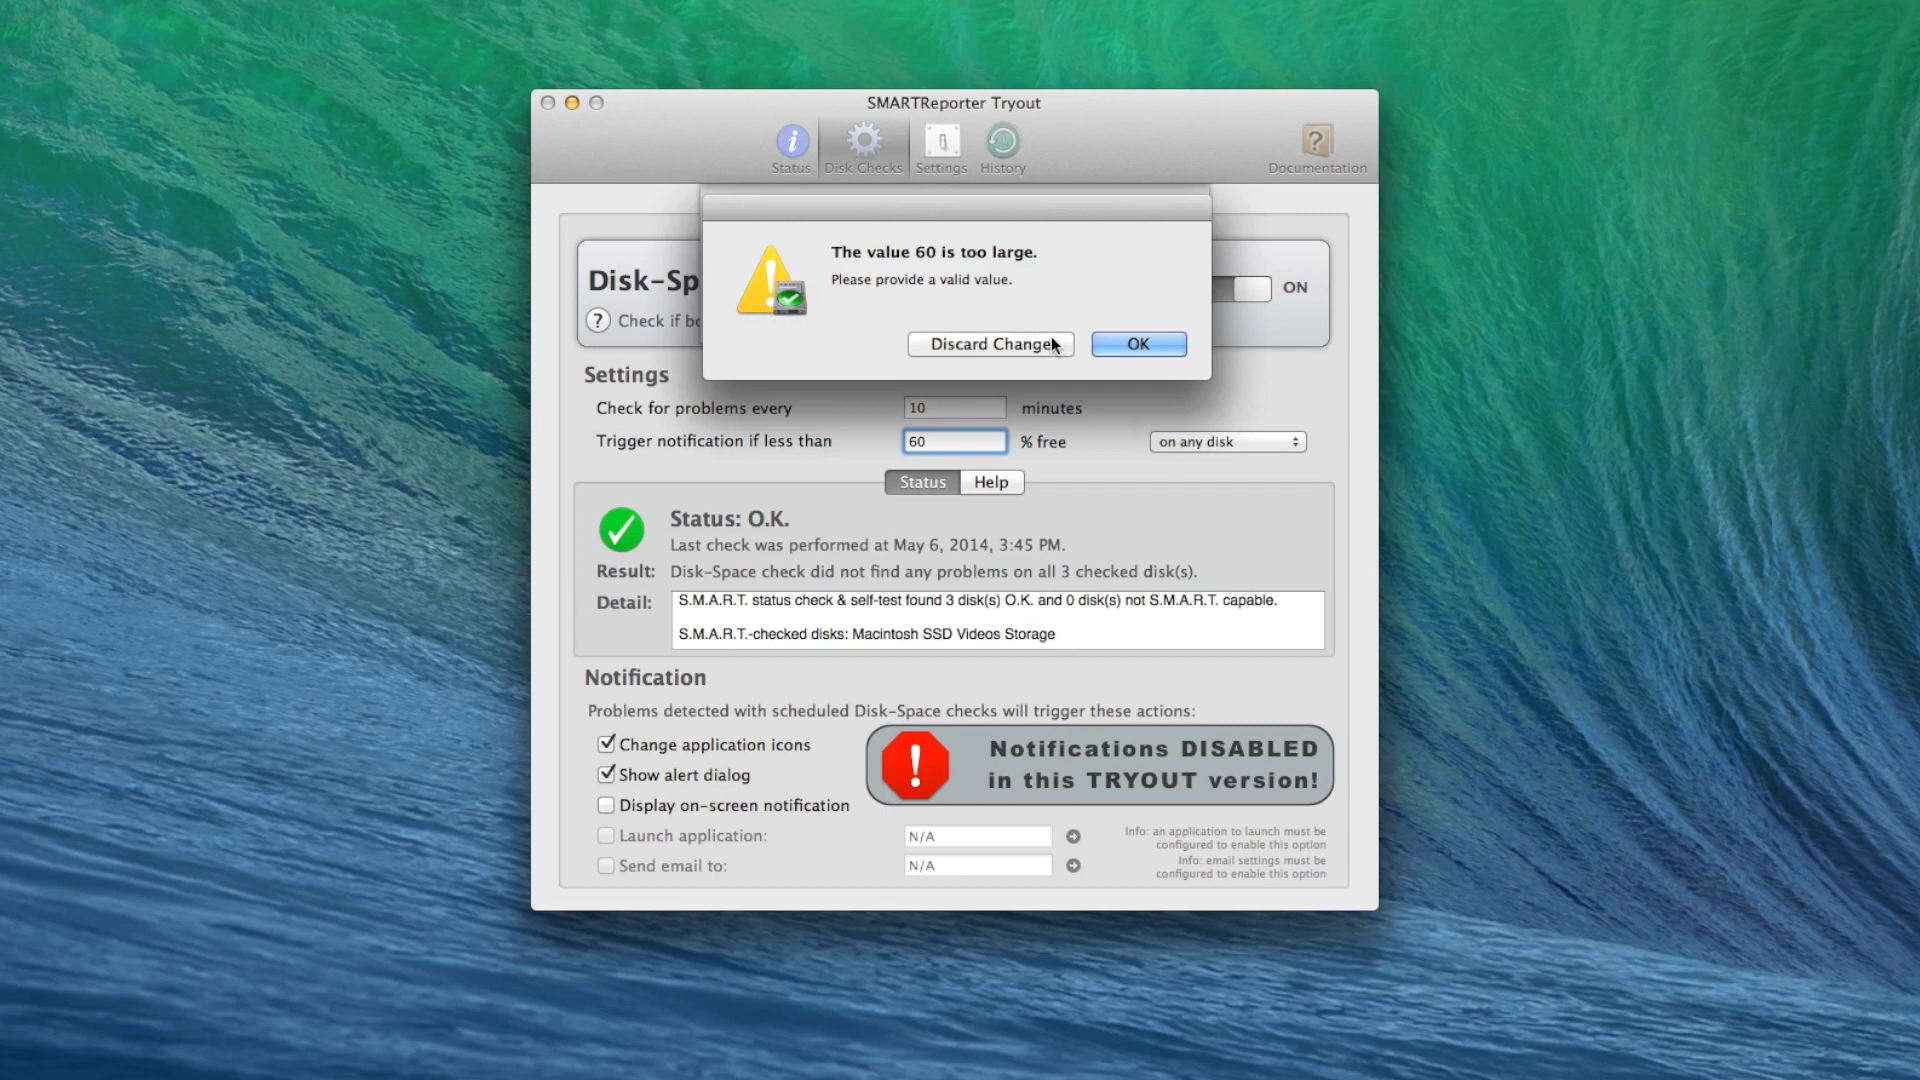 SMARTReporter Tryout
Status
Disk Checks
Settings
History
Documentation
The value 60 is too large.
Please provide a valid value.
Discard Change
OK
Disk-Sp
ON
? Check if
Settings
Check for problems every 10 minutes
Trigger notification if less than 60 % free on any disk
Status Help
Status: O.K.
Last check was performed at May 6, 2014, 3:45 PM.
Result: Disk-Space check did not find any problems on all 3 checked disk(s).
Detail: S.M.A.R.T. status check & self-test found 3 disk(s) O.K. and 0 disk(s) not S.M.A.R.T. capable.
S.M.A.R.T.-checked disks: Macintosh SSD Videos Storage
Notification
Problems detected with scheduled Disk-Space checks will trigger these actions:
Change application icons
Show alert dialog
Display on-screen notification
Notifications DISABLED
in this TRYOUT version!
Launch application: N/A
Info: an application to launch must be
configured to enable this option
Send email to: N/A
Info: email settings must be
configured to enable this option